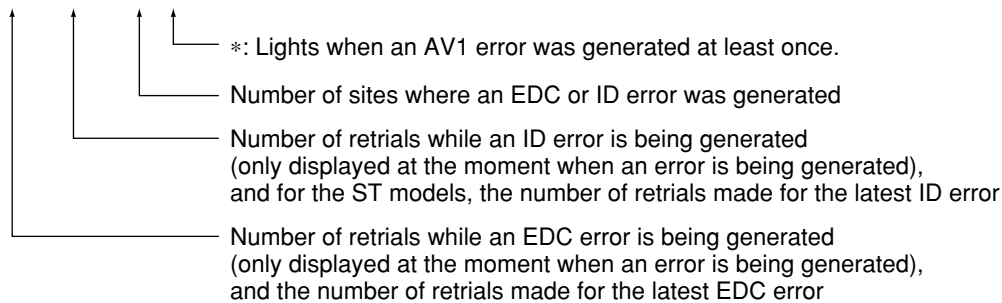 ∗: Lights when an AV1 error was generated at least once.
Number of sites where an EDC or ID error was generated
Number of retrials while an ID error is being generated
(only displayed at the moment when an error is being generated),
and for the ST models, the number of retrials made for the latest ID error
Number of retrials while an EDC error is being generated
(only displayed at the moment when an error is being generated),
and the number of retrials made for the latest EDC error